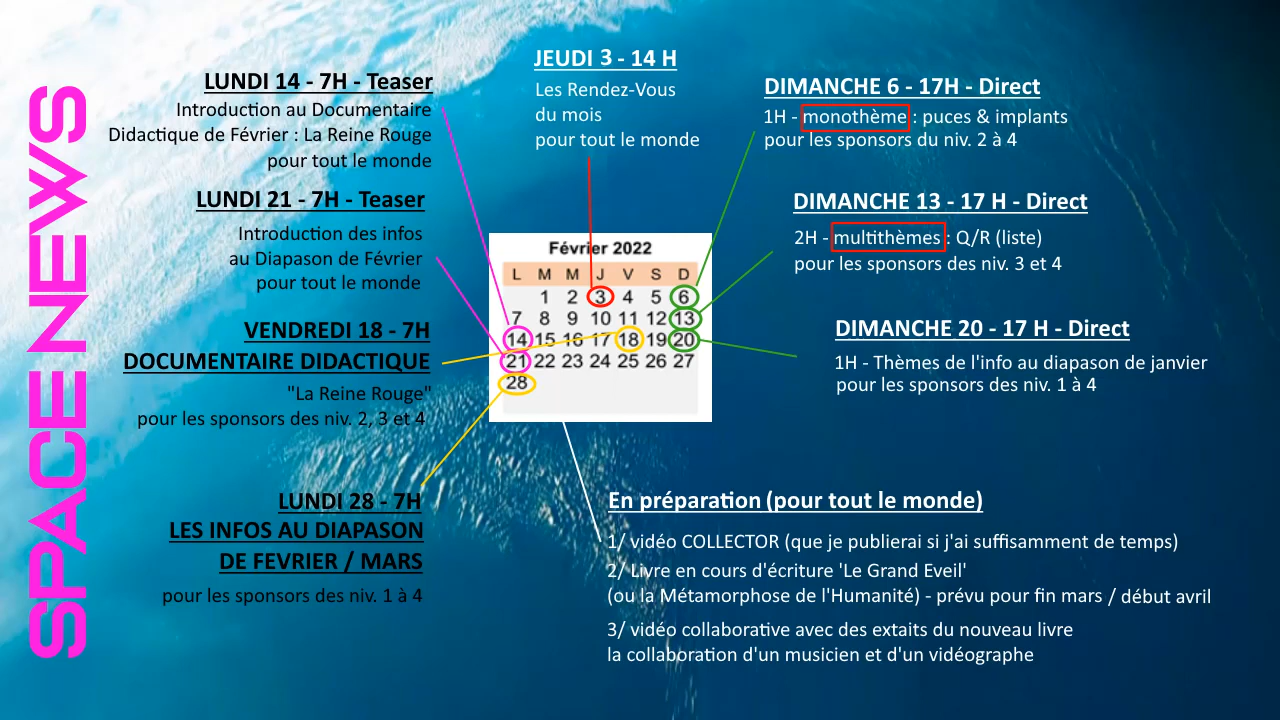 SPACE NEWS
LUNDI 14 - 7H - Teaser
Introduction au Documentaire
Didactique de Février : La Reine Rouge
pour tout le monde
LUNDI 21 - 7H - Teaser
Introduction des infos
au Diapason de Février
pour tout le monde
VENDREDI 18 - 7H
DOCUMENTAIRE DIDACTIQUE
"La Reine Rouge"
pour les sponsors de niv. 2, 3 et 4
LUNDI 28 - 7H
LES INFOS AU DIAPASON
DE FEVRIER / MARS
pour les sponsors de niv. 1 à 4
JEUDI 3 - 14 H
Les Rendez-Vous
du mois
pour tout le monde
Février 2022
L M M J V S D
1 2 3 4 5 6
7 8 9 10 11 12 13
14 15 16 17 18 19 20
21 22 23 24 25 26 27
28
DIMANCHE 6 - 17H - Direct
1H - monothème : puces & implants
pour les sponsors du niv. 2 à 4
DIMANCHE 13 - 17 H - Direct
2H - multithèmes : Q/R (liste)
pour les sponsors des niv. 3 et 4
DIMANCHE 20 - 17 H - Direct
1H - Thèmes de l'info au diapason de janvier
pour les sponsors des niv. 1 à 4
En préparation (pour tout le monde)
1/ vidéo COLLECTOR (que je publierai si j'ai suffisamment de temps)
2/ Livre en cours d'écriture 'Le Grand Eveil'
(ou la Métamorphose de l'Humanité) - prévu pour fin mars / début avril
3/ vidéo collaborative avec des extaits du nouveau livre
la collaboration d'un musicien et d'un vidéographe